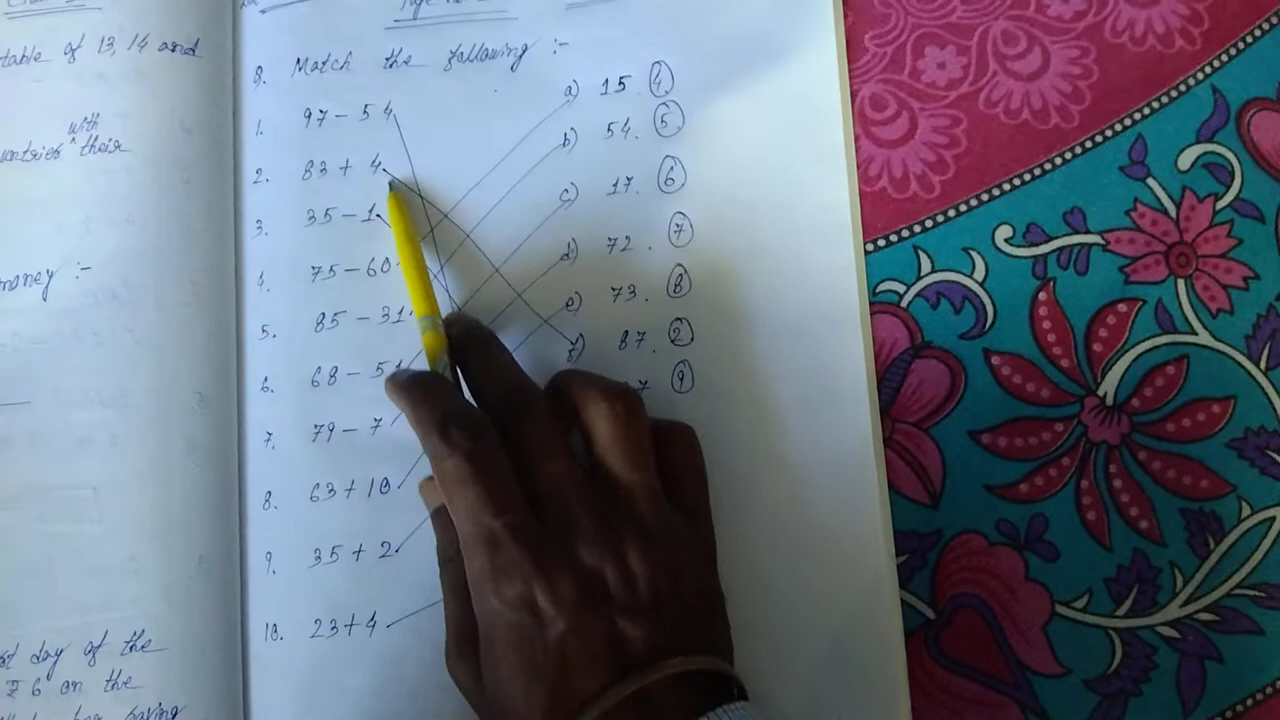 table of 13, 14 and
with
their
money :-
day of the
₹ 6 on the
8. Match the following :-
1. 97 - 54
2. 83 + 4
3. 35 - 1
4. 75 - 60
5. 85 - 31
6. 68 - 51
7. 79 - 7
8. 63 + 10
9. 35 + 2
10. 23 + 4
a) 15. (4)
b) 54. (5)
c) 17. (6)
d) 72. (7)
e) 73. (8)
f) 87. (2)
7. (9)